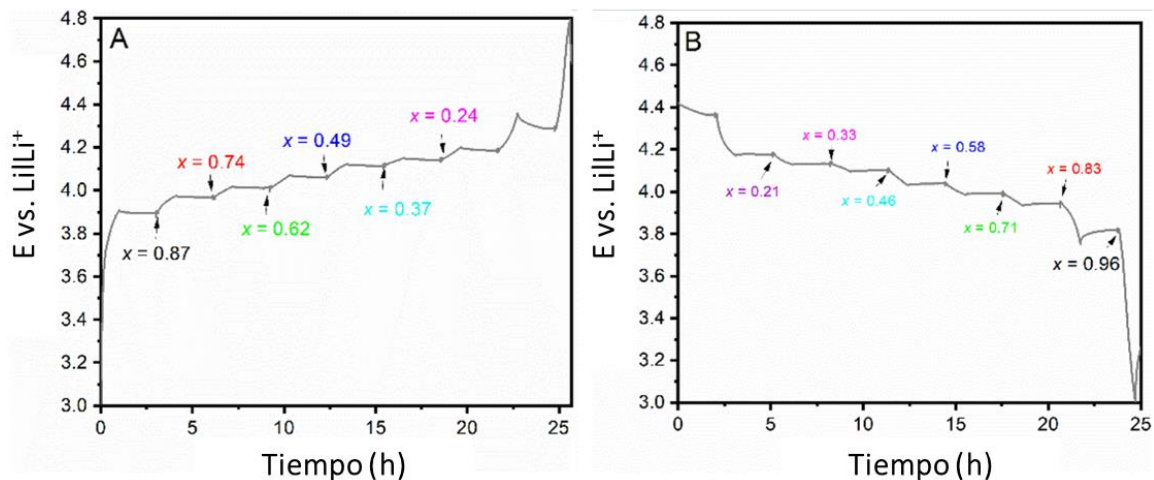 A
4.8
4.6
4.4
4.2
4.0
3.8
3.6
3.4
3.2
3.0
E vs. Li|Li⁺
x = 0.87
x = 0.74
x = 0.62
x = 0.49
x = 0.37
x = 0.24
0 5 10 15 20 25
Tiempo (h)
B
4.8
4.6
4.4
4.2
4.0
3.8
3.6
3.4
3.2
3.0
E vs. Li|Li⁺
x = 0.21
x = 0.33
x = 0.46
x = 0.58
x = 0.71
x = 0.83
x = 0.96
0 5 10 15 20 25
Tiempo (h)